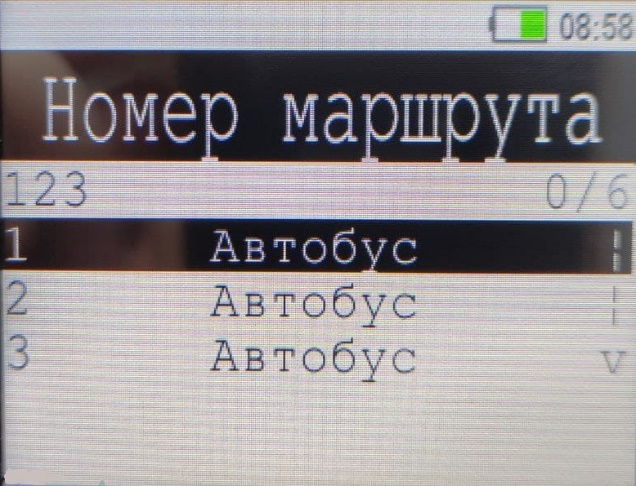 08:58
Номер маршрута
123 0/6
1 Автобус ¦
2 Автобус ¦
3 Автобус v